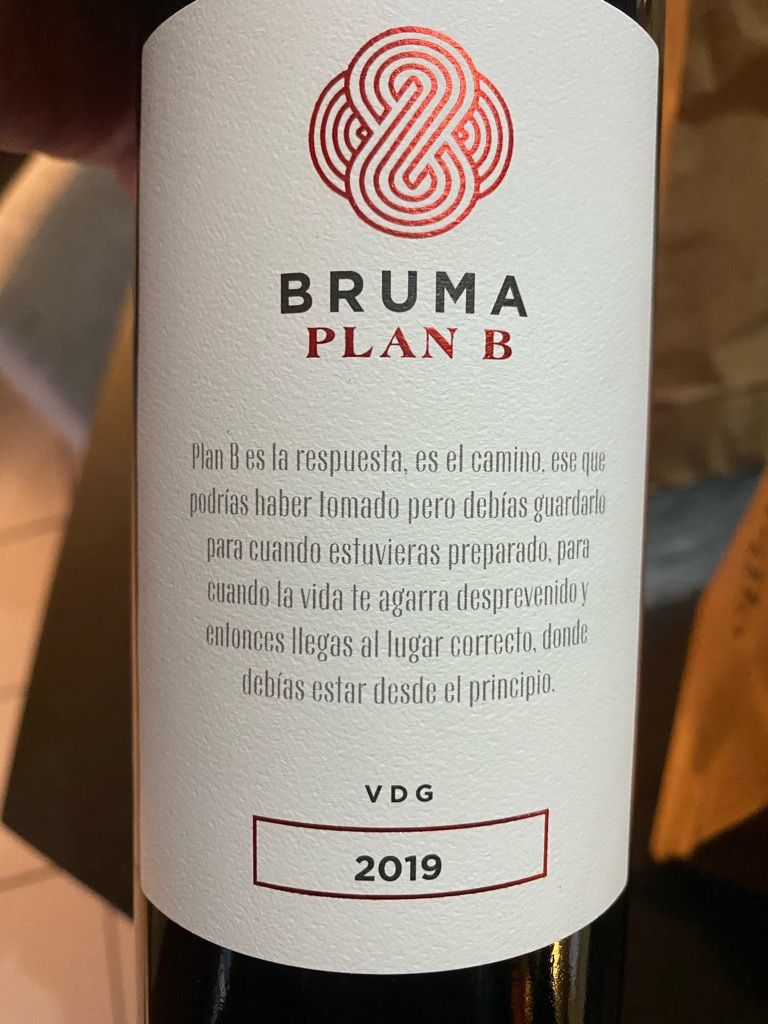 BRUMA
PLAN B
Plan B es la respuesta, es el camino, ese que
podrías haber tomado pero debías guardarlo
para cuando estuvieras preparado, para
cuando la vida te agarra desprevenido y
entonces llegas al lugar correcto, donde
debías estar desde el principio.
VDG
2019